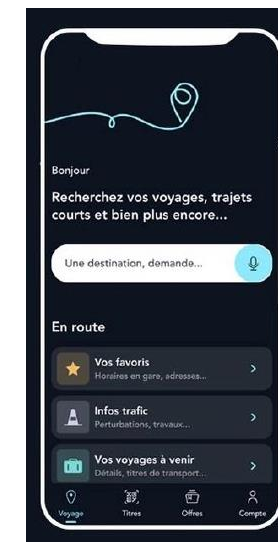 Bonjour
Recherchez vos voyages, trajets
courts et bien plus encore...
Une destination, demande...
En route
Vos favoris
Horaires en gare, adresses...
Infos trafic
Perturbations, travaux...
Vos voyages à venir
Détails, titres de transport...
Voyage
Titres
Offres
Compte